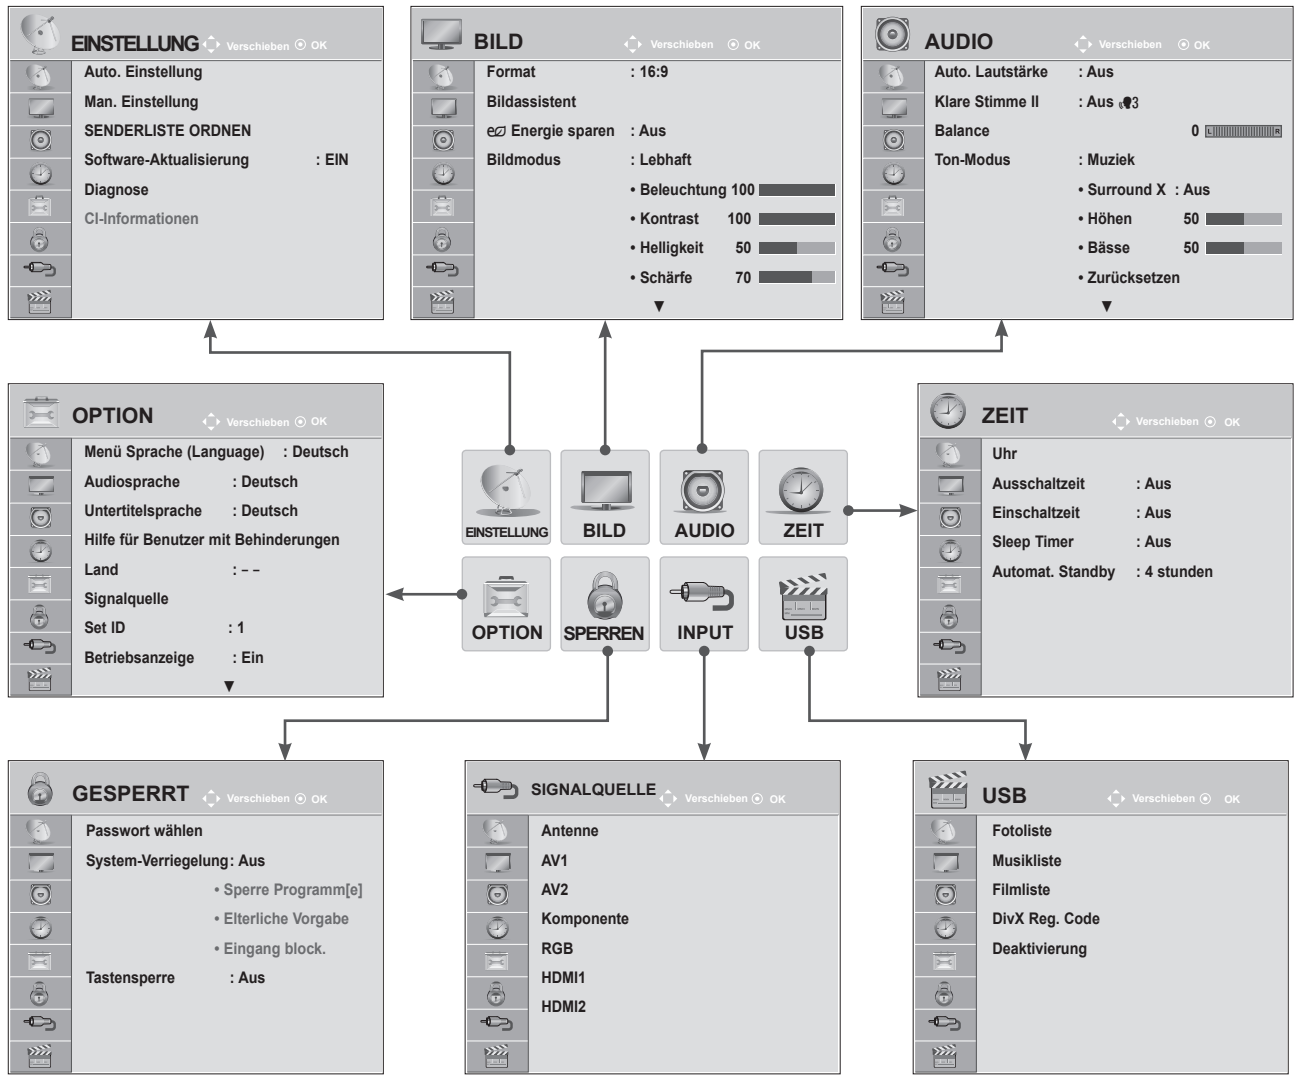 EINSTELLUNG Verschieben OK
Auto. Einstellung
Man. Einstellung
SENDERLISTE ORDNEN
Software-Aktualisierung : EIN
Diagnose
CI-Informationen
BILD Verschieben OK
Format : 16:9
Bildassistent
Energie sparen : Aus
Bildmodus : Lebhaft
• Beleuchtung 100
• Kontrast 100
• Helligkeit 50
• Schärfe 70
▼
AUDIO Verschieben OK
Auto. Lautstärke : Aus
Klare Stimme II : Aus 3
Balance 0 L R
Ton-Modus : Muziek
• Surround X : Aus
• Höhen 50
• Bässe 50
• Zurücksetzen
▼
OPTION Verschieben OK
Menü Sprache (Language) : Deutsch
Audiosprache : Deutsch
Untertitelsprache : Deutsch
Hilfe für Benutzer mit Behinderungen
Land : – –
Signalquelle
Set ID : 1
Betriebsanzeige : Ein
▼
EINSTELLUNG
BILD
AUDIO
ZEIT
OPTION
SPERREN
INPUT
USB
ZEIT Verschieben OK
Uhr
Ausschaltzeit : Aus
Einschaltzeit : Aus
Sleep Timer : Aus
Automat. Standby : 4 stunden
GESPERRT Verschieben OK
Passwort wählen
System-Verriegelung: Aus
• Sperre Programm[e]
• Elterliche Vorgabe
• Eingang block.
Tastensperre : Aus
SIGNALQUELLE Verschieben OK
Antenne
AV1
AV2
Komponente
RGB
HDMI1
HDMI2
USB Verschieben OK
Fotoliste
Musikliste
Filmliste
DivX Reg. Code
Deaktivierung